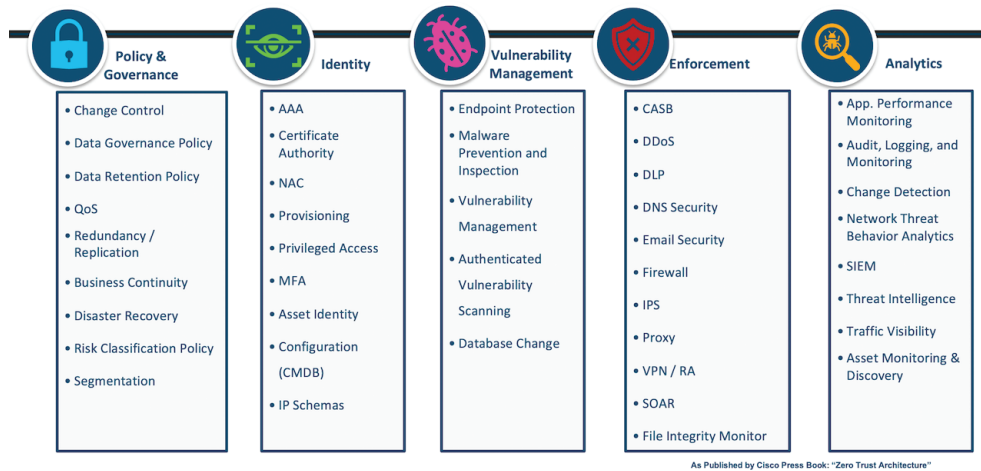 Policy &
Governance
• Change Control
• Data Governance Policy
• Data Retention Policy
• QoS
• Redundancy /
Replication
• Business Continuity
• Disaster Recovery
• Risk Classification Policy
• Segmentation
Identity
• AAA
• Certificate
Authority
• NAC
• Provisioning
• Privileged Access
• MFA
• Asset Identity
• Configuration
(CMDB)
• IP Schemas
Vulnerability
Management
• Endpoint Protection
• Malware
Prevention and
Inspection
• Vulnerability
Management
• Authenticated
Vulnerability
Scanning
• Database Change
Enforcement
• CASB
• DDoS
• DLP
• DNS Security
• Email Security
• Firewall
• IPS
• Proxy
• VPN / RA
• SOAR
• File Integrity Monitor
Analytics
• App. Performance
Monitoring
• Audit, Logging, and
Monitoring
• Change Detection
• Network Threat
Behavior Analytics
• SIEM
• Threat Intelligence
• Traffic Visibility
• Asset Monitoring &
Discovery
As Published by Cisco Press Book: “Zero Trust Architecture”